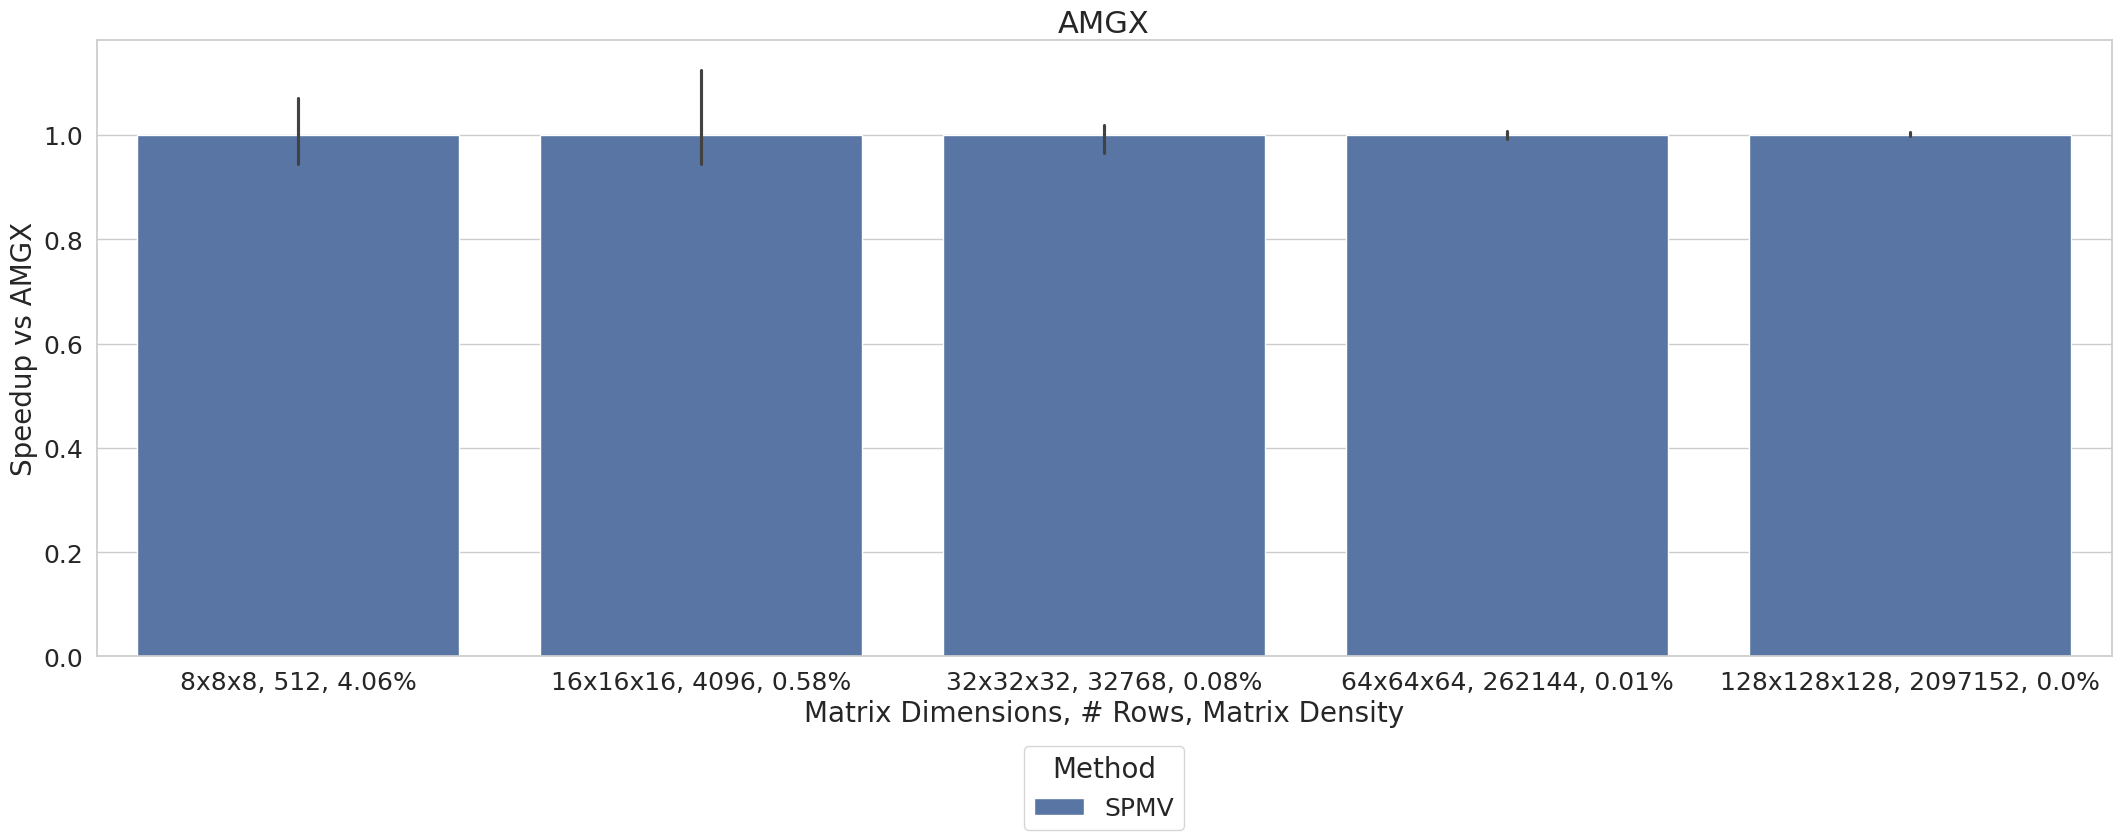 AMGX
Speedup vs AMGX
1.0
0.8
0.6
0.4
0.2
0.0
8x8x8, 512, 4.06%
16x16x16, 4096, 0.58%
32x32x32, 32768, 0.08%
64x64x64, 262144, 0.01%
128x128x128, 2097152, 0.0%
Matrix Dimensions, # Rows, Matrix Density
Method
SPMV